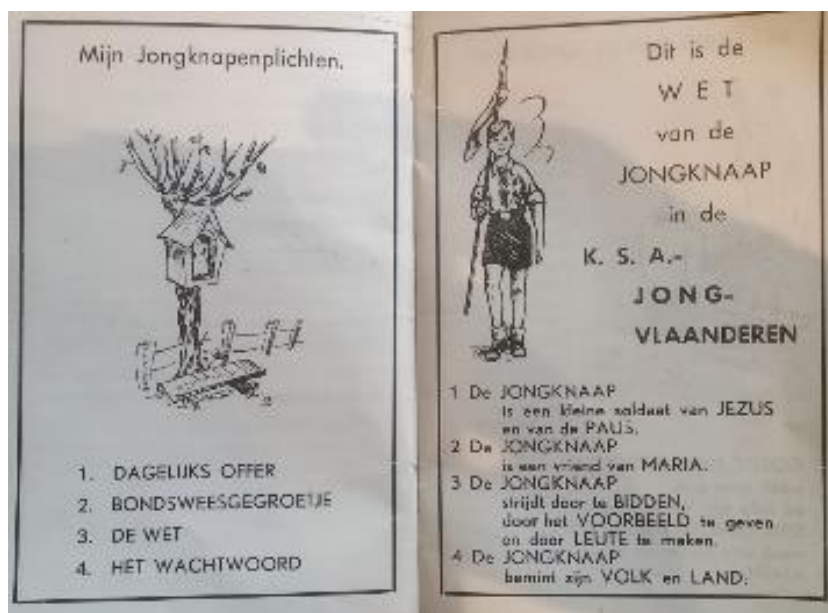 Mijn Jongknapenplichten.
1. DAGELIJKS OFFER
2. BONDSWEESGEGROETJE
3. DE WET
4. HET WACHTWOORD
Dit is de
WET
van de
JONGKNAAP
in de
K. S. A.-
JONG-
VLAANDEREN
1 De JONGKNAAP
is een kleine soldaat van JEZUS
en van de PAUS.
2 De JONGKNAAP
is een vriend van MARIA.
3 De JONGKNAAP
strijdt door te BIDDEN,
door het VOORBEELD te geven
en door LEUTE te maken.
4 De JONGKNAAP
bemint zijn VOLK en LAND.